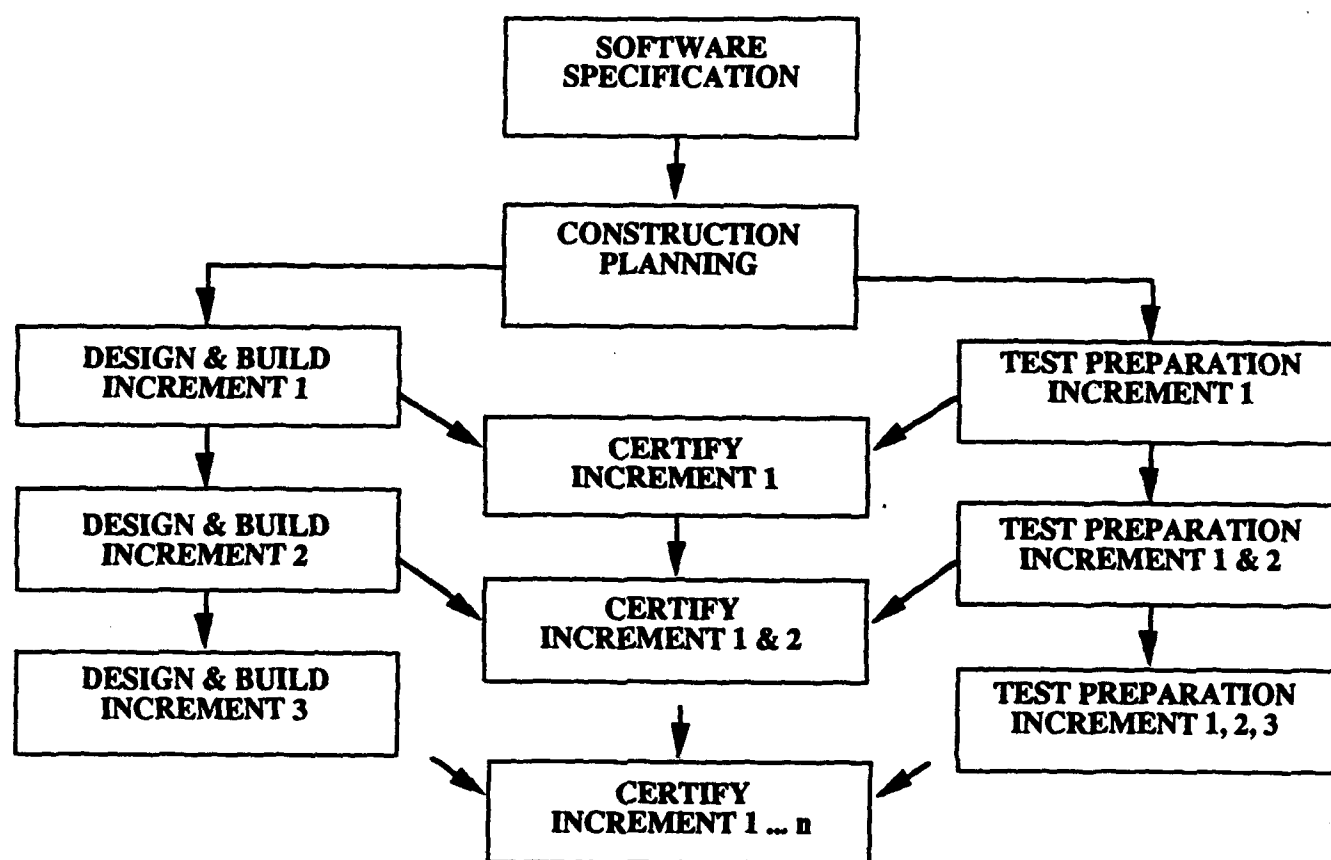 SOFTWARE
SPECIFICATION
CONSTRUCTION
PLANNING
DESIGN & BUILD
INCREMENT 1
TEST PREPARATION
INCREMENT 1
CERTIFY
INCREMENT 1
DESIGN & BUILD
INCREMENT 2
TEST PREPARATION
INCREMENT 1 & 2
CERTIFY
INCREMENT 1 & 2
DESIGN & BUILD
INCREMENT 3
TEST PREPARATION
INCREMENT 1, 2, 3
CERTIFY
INCREMENT 1 ... n